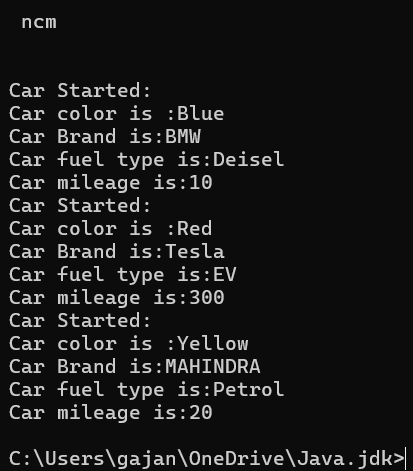 ncm
Car Started:
Car color is :Blue
Car Brand is:BMW
Car fuel type is:Deisel
Car mileage is:10
Car Started:
Car color is :Red
Car Brand is:Tesla
Car fuel type is:EV
Car mileage is:300
Car Started:
Car color is :Yellow
Car Brand is:MAHINDRA
Car fuel type is:Petrol
Car mileage is:20
C:\Users\gajan\OneDrive\Java.jdk>